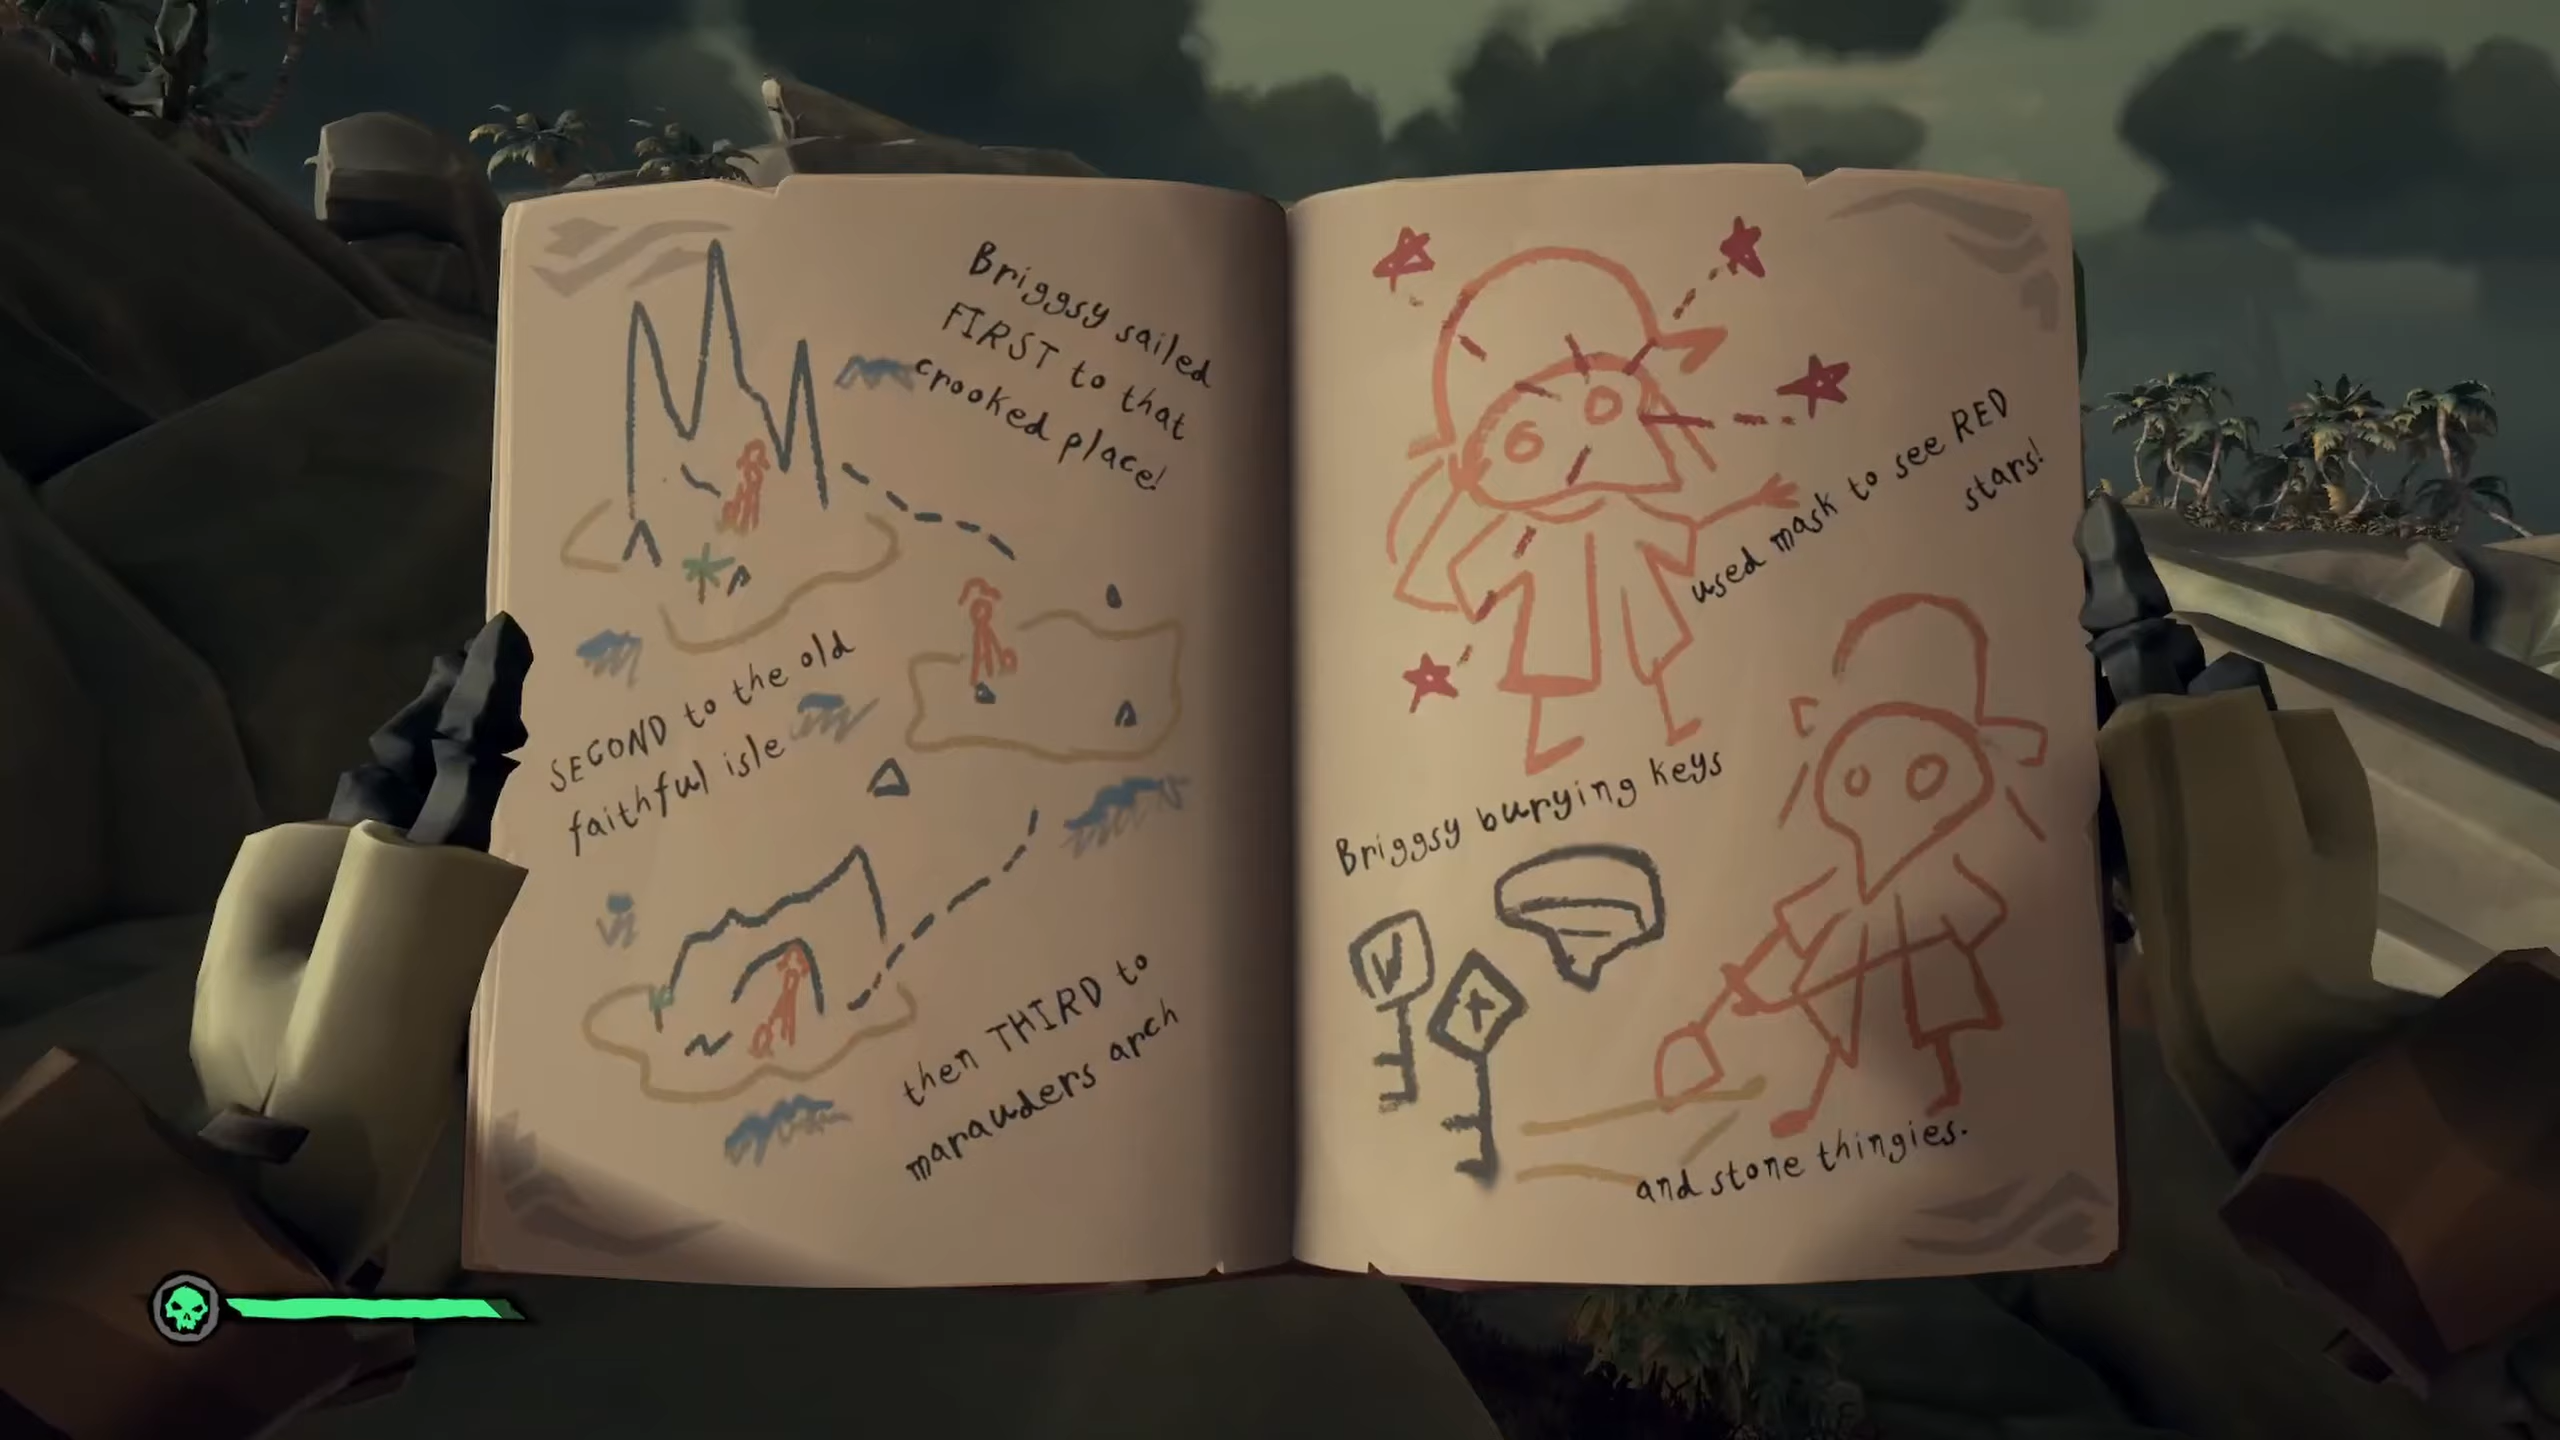 Briggsy sailed
FIRST to that
crooked place!
SECOND to the old
faithful isle
then THIRD to
marauders arch
used mask to see RED
stars!
Briggsy burying keys
and stone thingies.